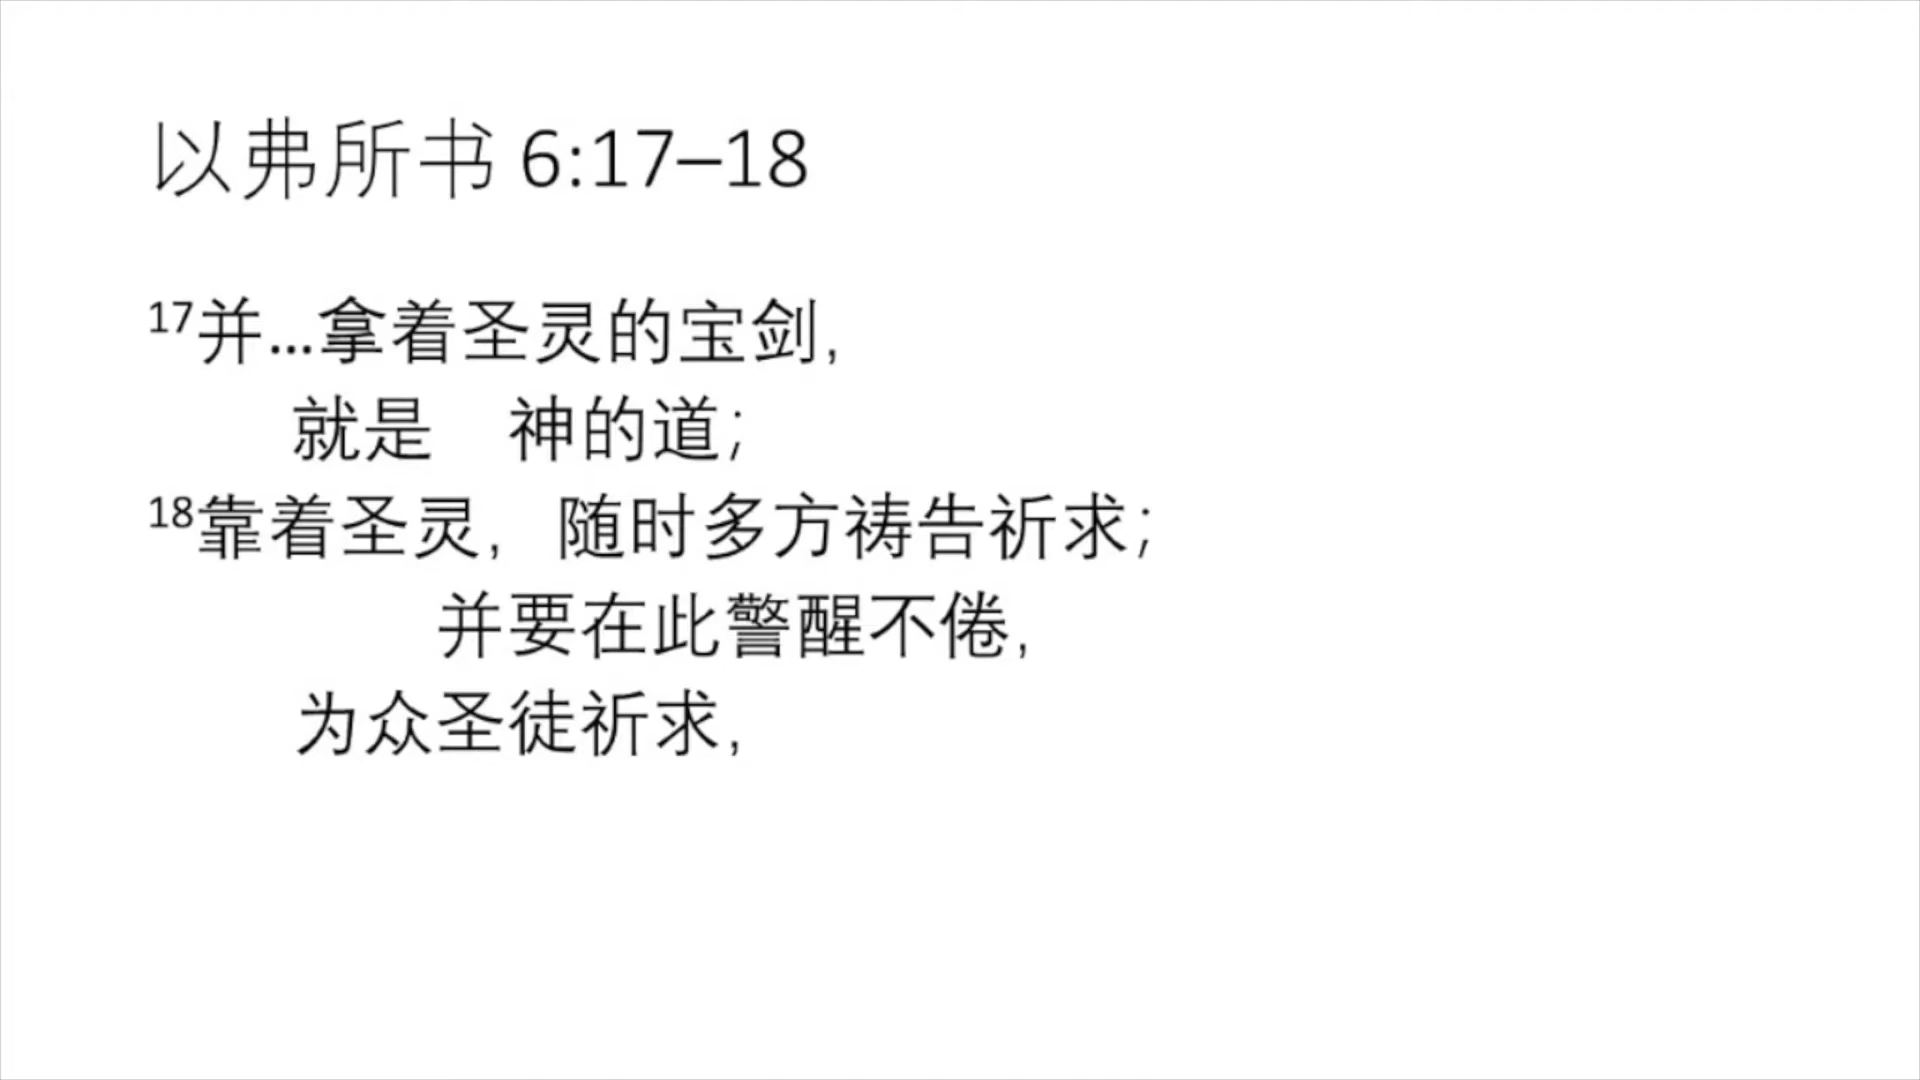 以弗所书 6:17–18
17并...拿着圣灵的宝剑，
就是　神的道；
18靠着圣灵，随时多方祷告祈求；
并要在此警醒不倦，
为众圣徒祈求，